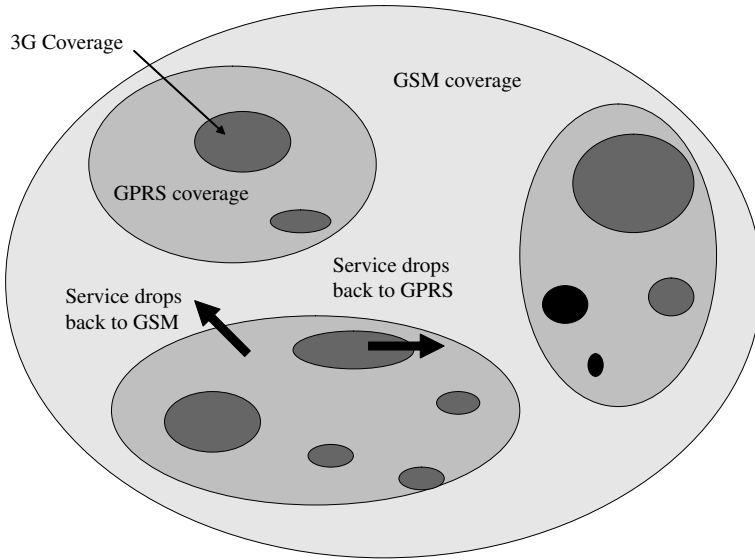 3G Coverage
GSM coverage
GPRS coverage
Service drops
back to GPRS
Service drops
back to GSM